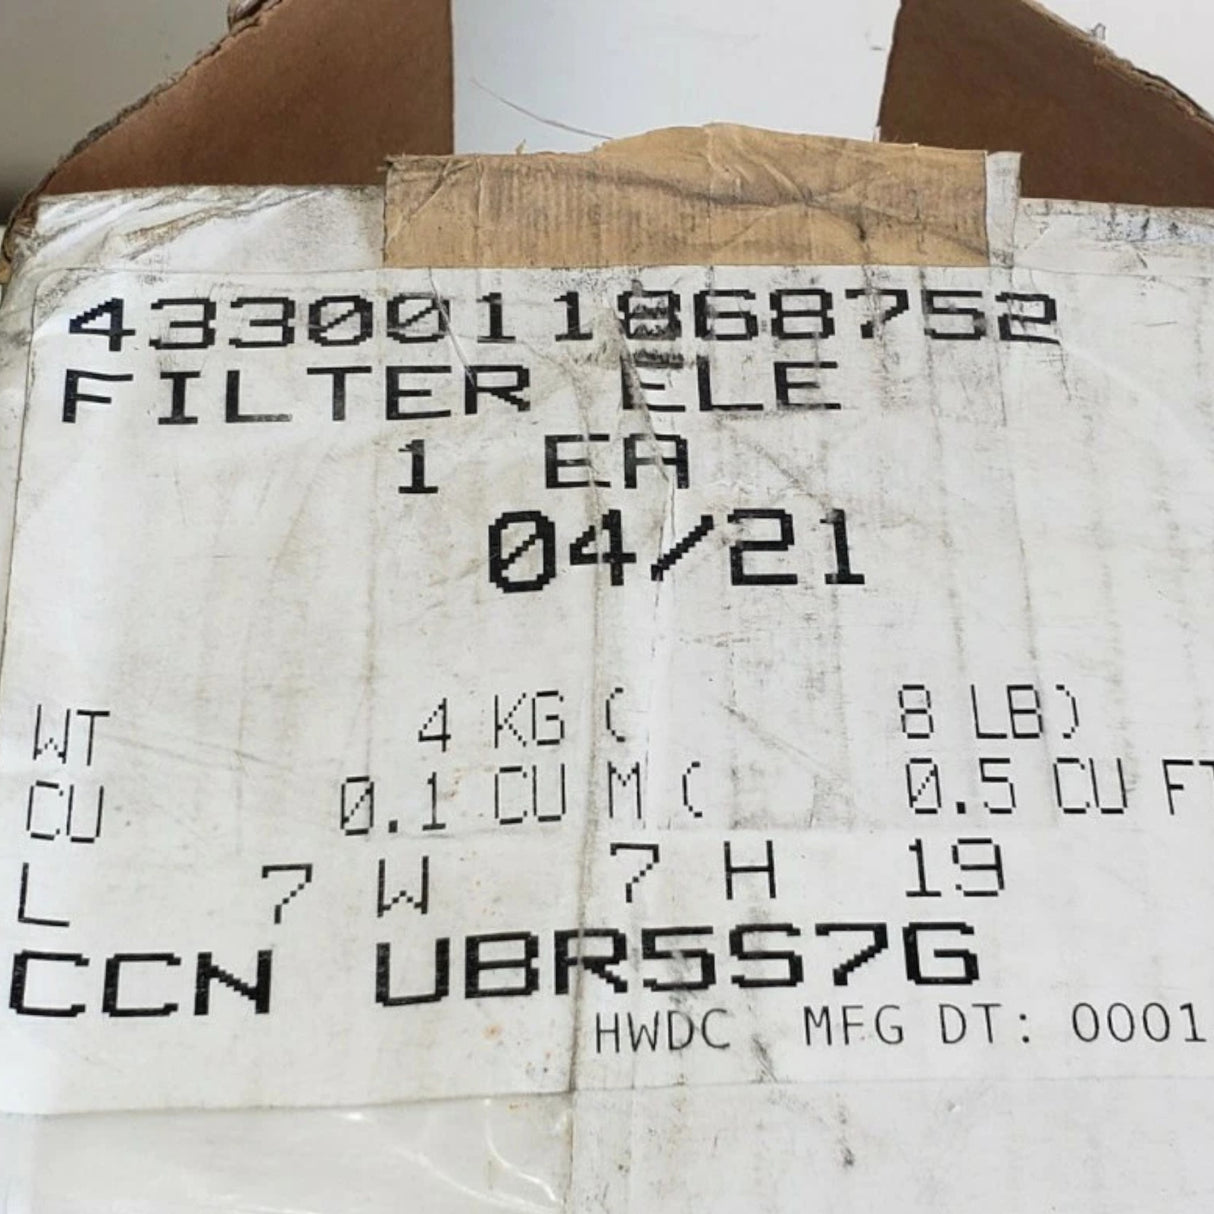 4330011868752
FILTER ELE
1 EA
04/21
WT 4 KG ( 8 LB)
CU 0.1 CU M ( 0.5 CU FT
L 7 W 7 H 19
CCN UBR5S7G
HWDC MFG DT: 0001